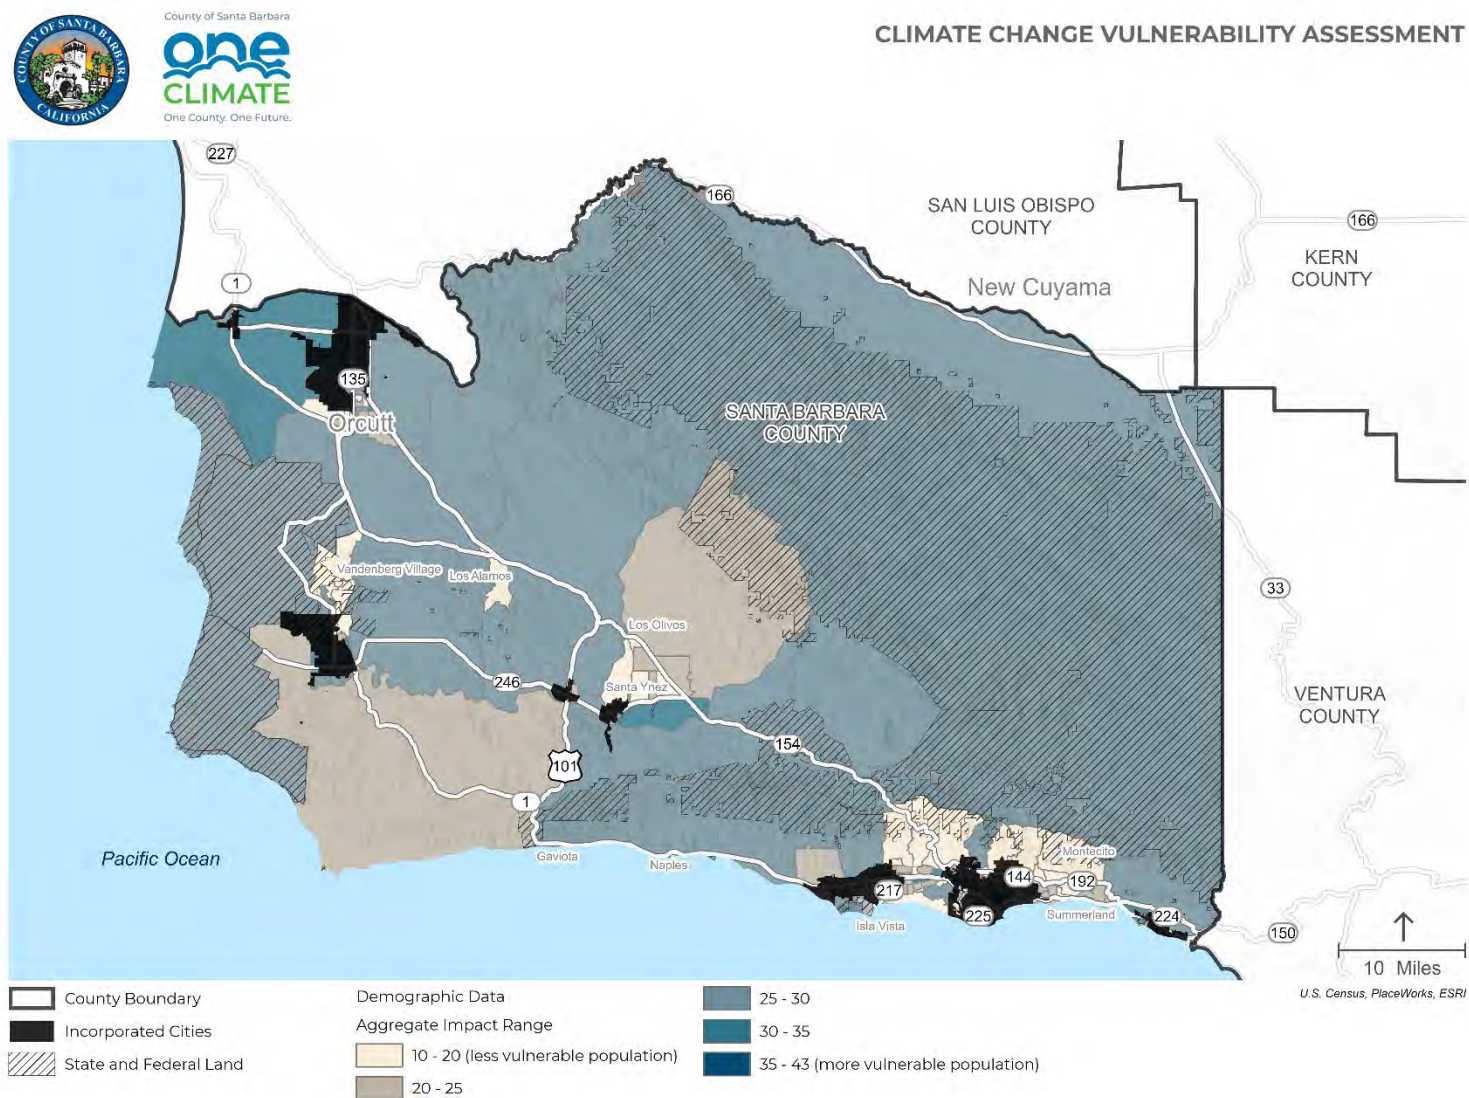 COUNTY OF SANTA BARBARA
CALIFORNIA
County of Santa Barbara
one
CLIMATE
One County. One Future.
CLIMATE CHANGE VULNERABILITY ASSESSMENT
227
166
SAN LUIS OBISPO
COUNTY
166
KERN
COUNTY
1
New Cuyama
135
Orcutt
SANTA BARBARA
COUNTY
Vandenberg Village
Los Alamos
33
Los Olivos
246
Santa Ynez
VENTURA
COUNTY
154
101
1
Pacific Ocean
Gaviota
Naples
Montecito
217
144
192
225
Isla Vista
Summerland
224
150
10 Miles
U.S. Census, PlaceWorks, ESRI
County Boundary
Incorporated Cities
State and Federal Land
Demographic Data
Aggregate Impact Range
10 - 20 (less vulnerable population)
20 - 25
25 - 30
30 - 35
35 - 43 (more vulnerable population)